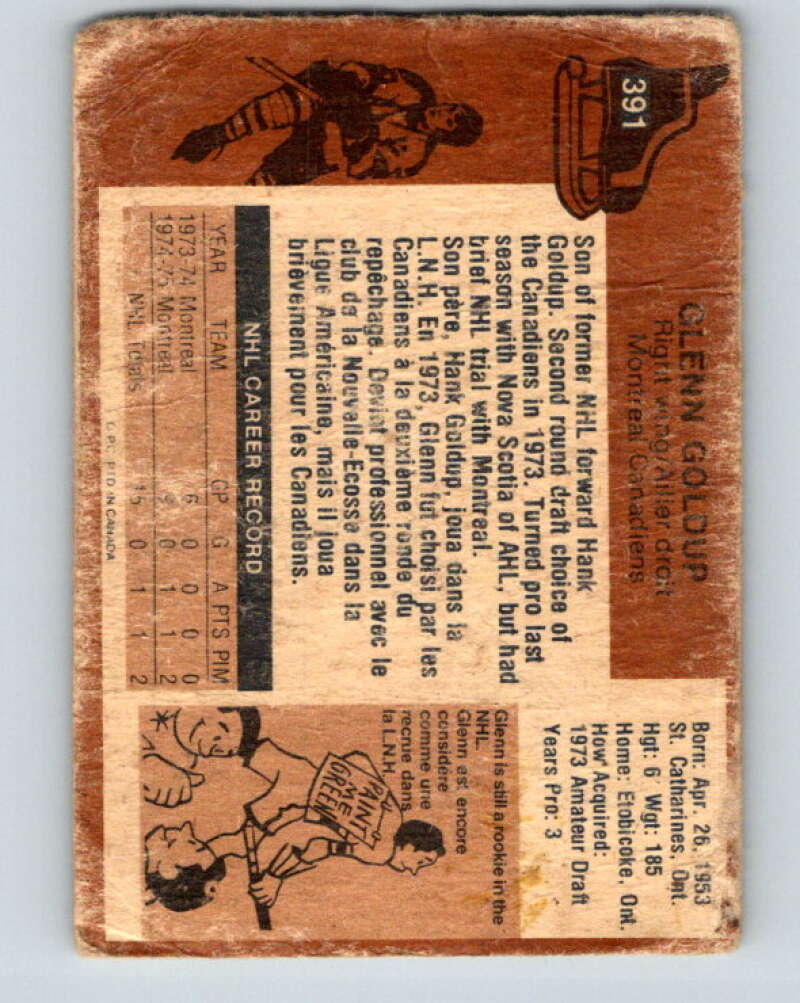 391
GLENN GOLDUP
Right wing/Ailier droit
Montreal Canadiens
Born: Apr. 26, 1953
St. Catharines, Ont.
Hgt: 6 Wgt: 185
Home: Etobicoke, Ont.
How Acquired:
1973 Amateur Draft
Years Pro: 3
Son of former NHL forward Hank
Goldup. Second round draft choice of
the Canadiens in 1973. Turned pro last
season with Nova Scotia of AHL, but had
brief NHL trial with Montreal.
Son père, Hank Goldup, joua dans la
L.N.H. En 1973, Glenn fut choisi par les
Canadiens à la deuxième ronde du
repêchage. Devint professionnel avec le
club de la Nouvelle-Ecosse dans la
Ligue Américaine, mais il joua
brièvement pour les Canadiens.
NHL CAREER RECORD
YEAR TEAM GP G A PTS PIM
1973-74 Montreal 6 0 0 0 0
1974-75 Montreal 9 0 1 1 2
NHL Totals 15 0 1 1 2
O.P.C. PTD IN CANADA
Glenn is still a rookie in the
NHL.
Glenn est encore
considéré
comme une
recrue dans
la L.N.H.
PAINT
ME
GREEN